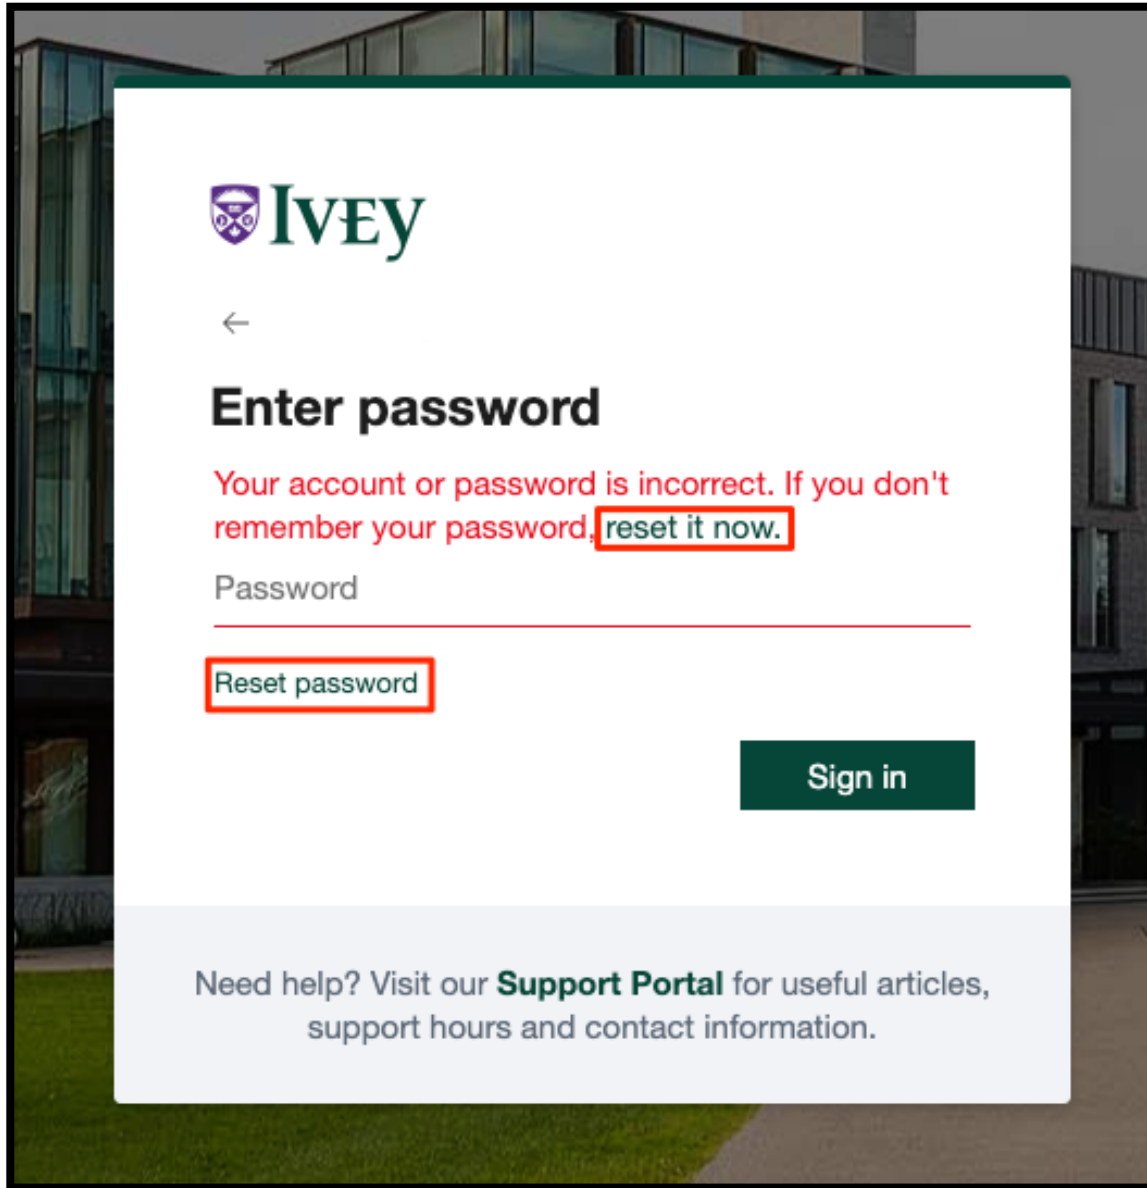 IVEY
Enter password
Your account or password is incorrect. If you don't
remember your password, reset it now.
Password
Reset password
Sign in
Need help? Visit our Support Portal for useful articles,
support hours and contact information.